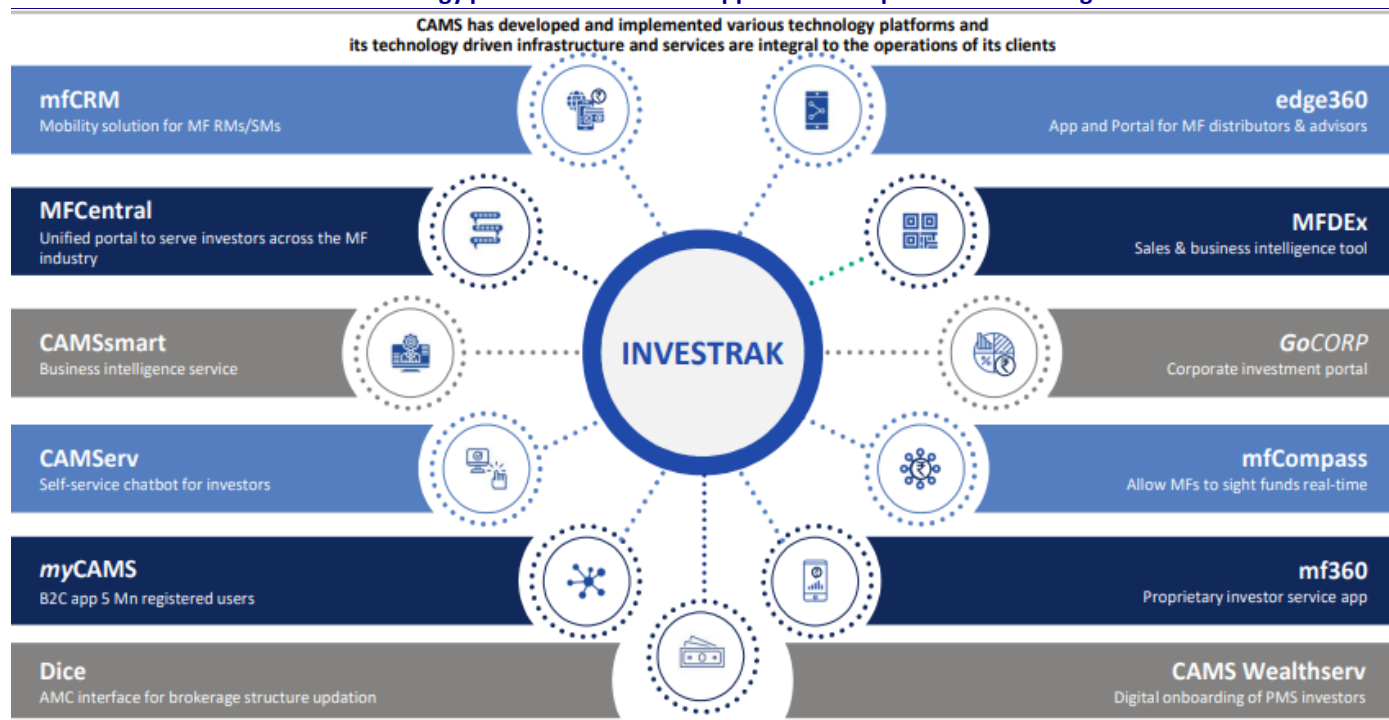 CAMS has developed and implemented various technology platforms and
its technology driven infrastructure and services are integral to the operations of its clients
mfCRM
Mobility solution for MF RMs/SMs
edge360
App and Portal for MF distributors & advisors
MFCentral
Unified portal to serve investors across the MF
industry
MFDEx
Sales & business intelligence tool
CAMSsmart
Business intelligence service
INVESTRAK
GoCORP
Corporate investment portal
CAMServ
Self-service chatbot for investors
mfCompass
Allow MFs to sight funds real-time
myCAMS
B2C app 5 Mn registered users
mf360
Proprietary investor service app
Dice
AMC interface for brokerage structure updation
CAMS Wealthserv
Digital onboarding of PMS investors